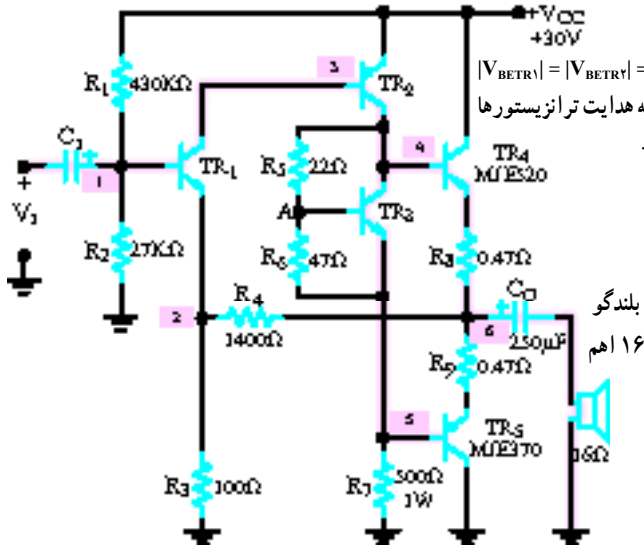 +VCC
+30V
|VBETR۱| = |VBETR۲| =
ه هدایت ترانزیستورها
R1 430KΩ
3
TR2
C1
1
TR1
R5 22Ω
4
TR4
MJE520
V1
A
TR3
R2 27KΩ
R6 47Ω
R8 0.47Ω
2
R4
1400Ω
CO
6
250µF
بلندگو
۱۶ اهم
R9 0.47Ω
5
TR5
MJE370
16Ω
R3 100Ω
R7 500Ω
1W